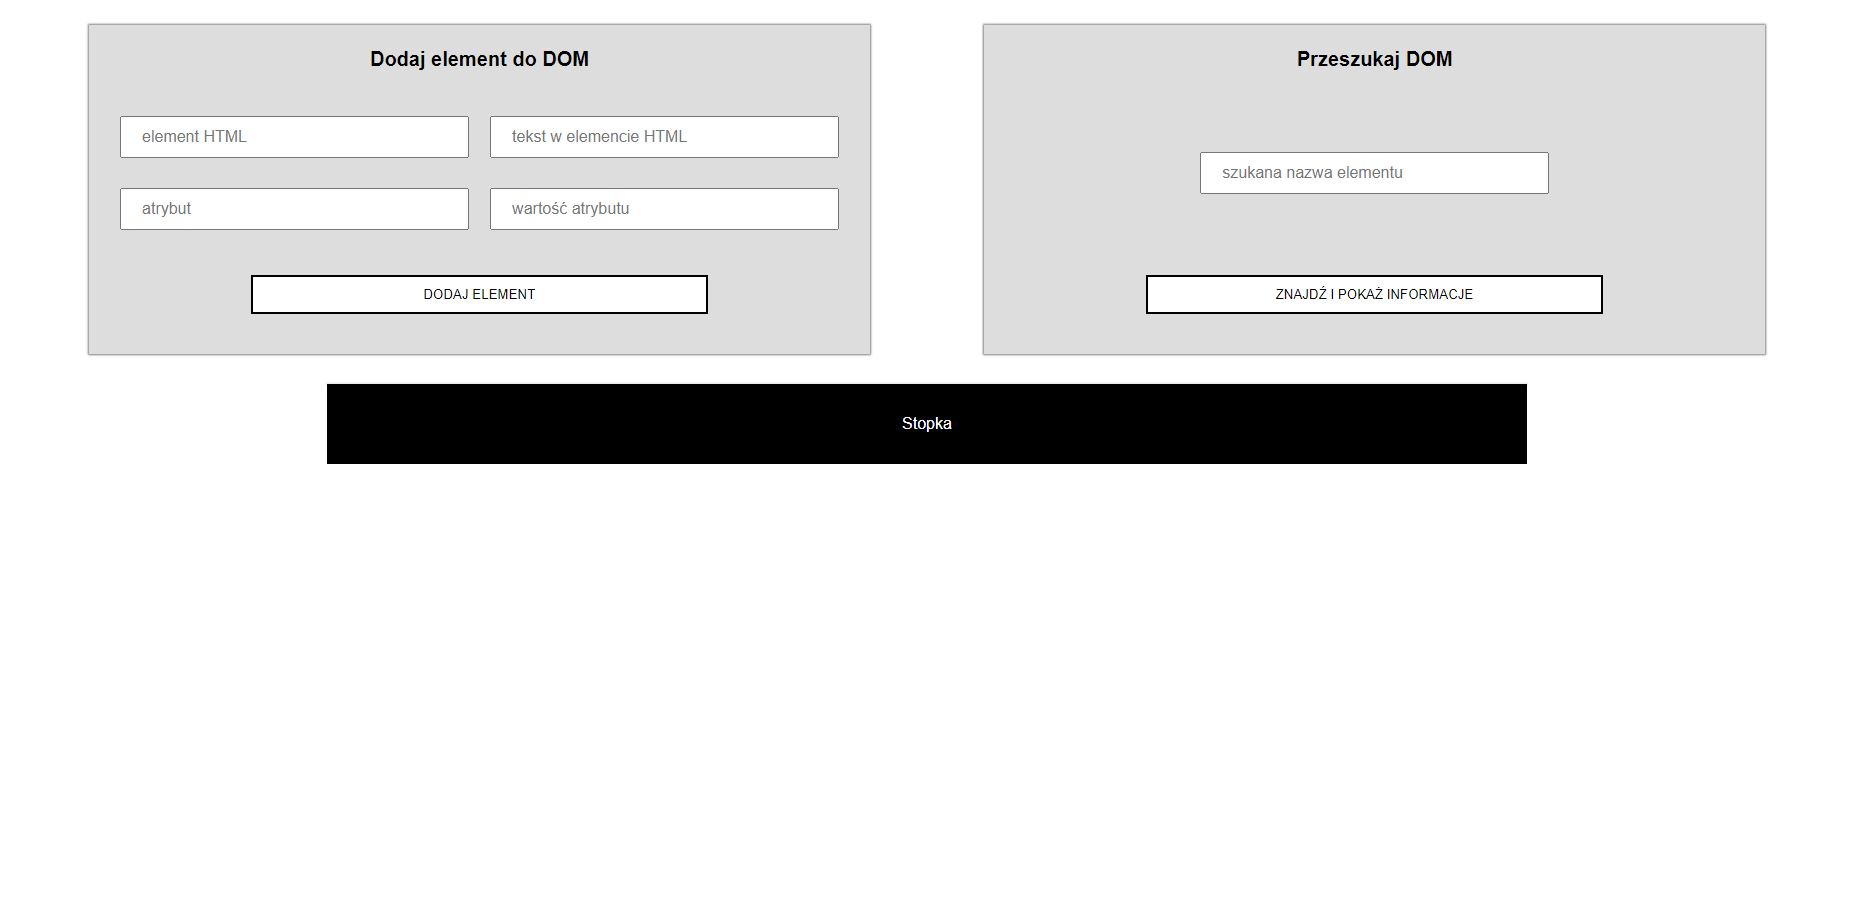 Dodaj element do DOM
element HTML
tekst w elemencie HTML
atrybut
wartość atrybutu
DODAJ ELEMENT
Przeszukaj DOM
szukana nazwa elementu
ZNAJDŹ I POKAŻ INFORMACJE
Stopka